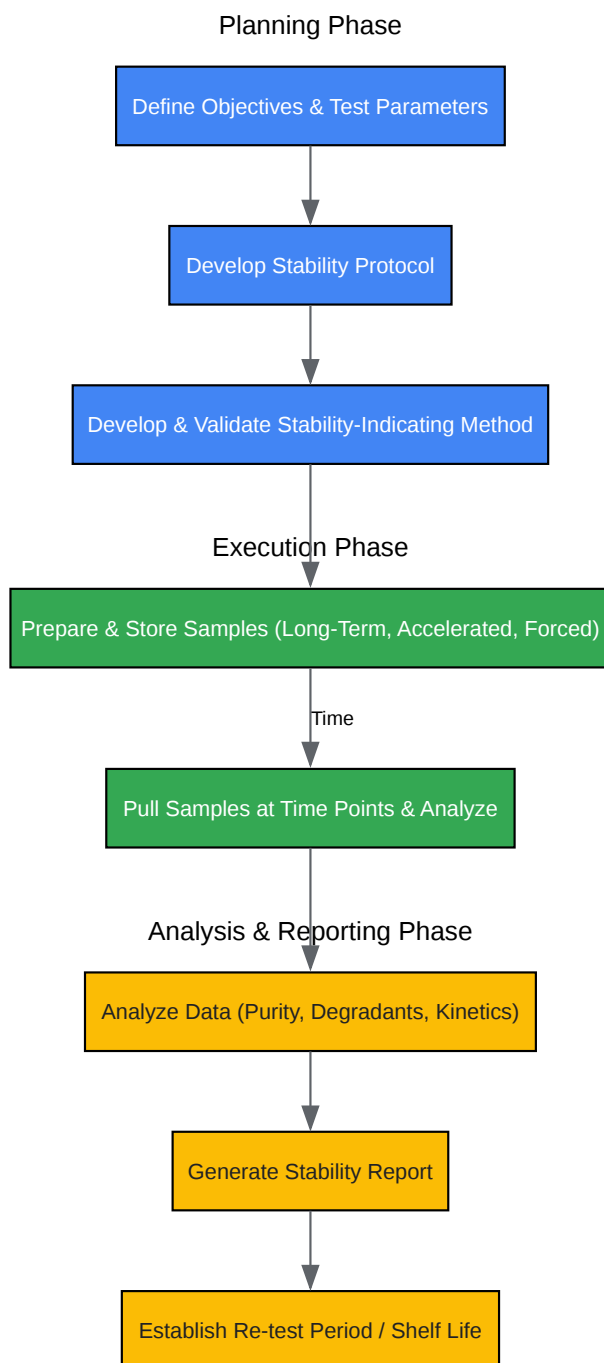 Planning Phase
Define Objectives & Test Parameters
Develop Stability Protocol
Develop & Validate Stability-Indicating Method
Execution Phase
Prepare & Store Samples (Long-Term, Accelerated, Forced)
Time
Pull Samples at Time Points & Analyze
Analysis & Reporting Phase
Analyze Data (Purity, Degradants, Kinetics)
Generate Stability Report
Establish Re-test Period / Shelf Life